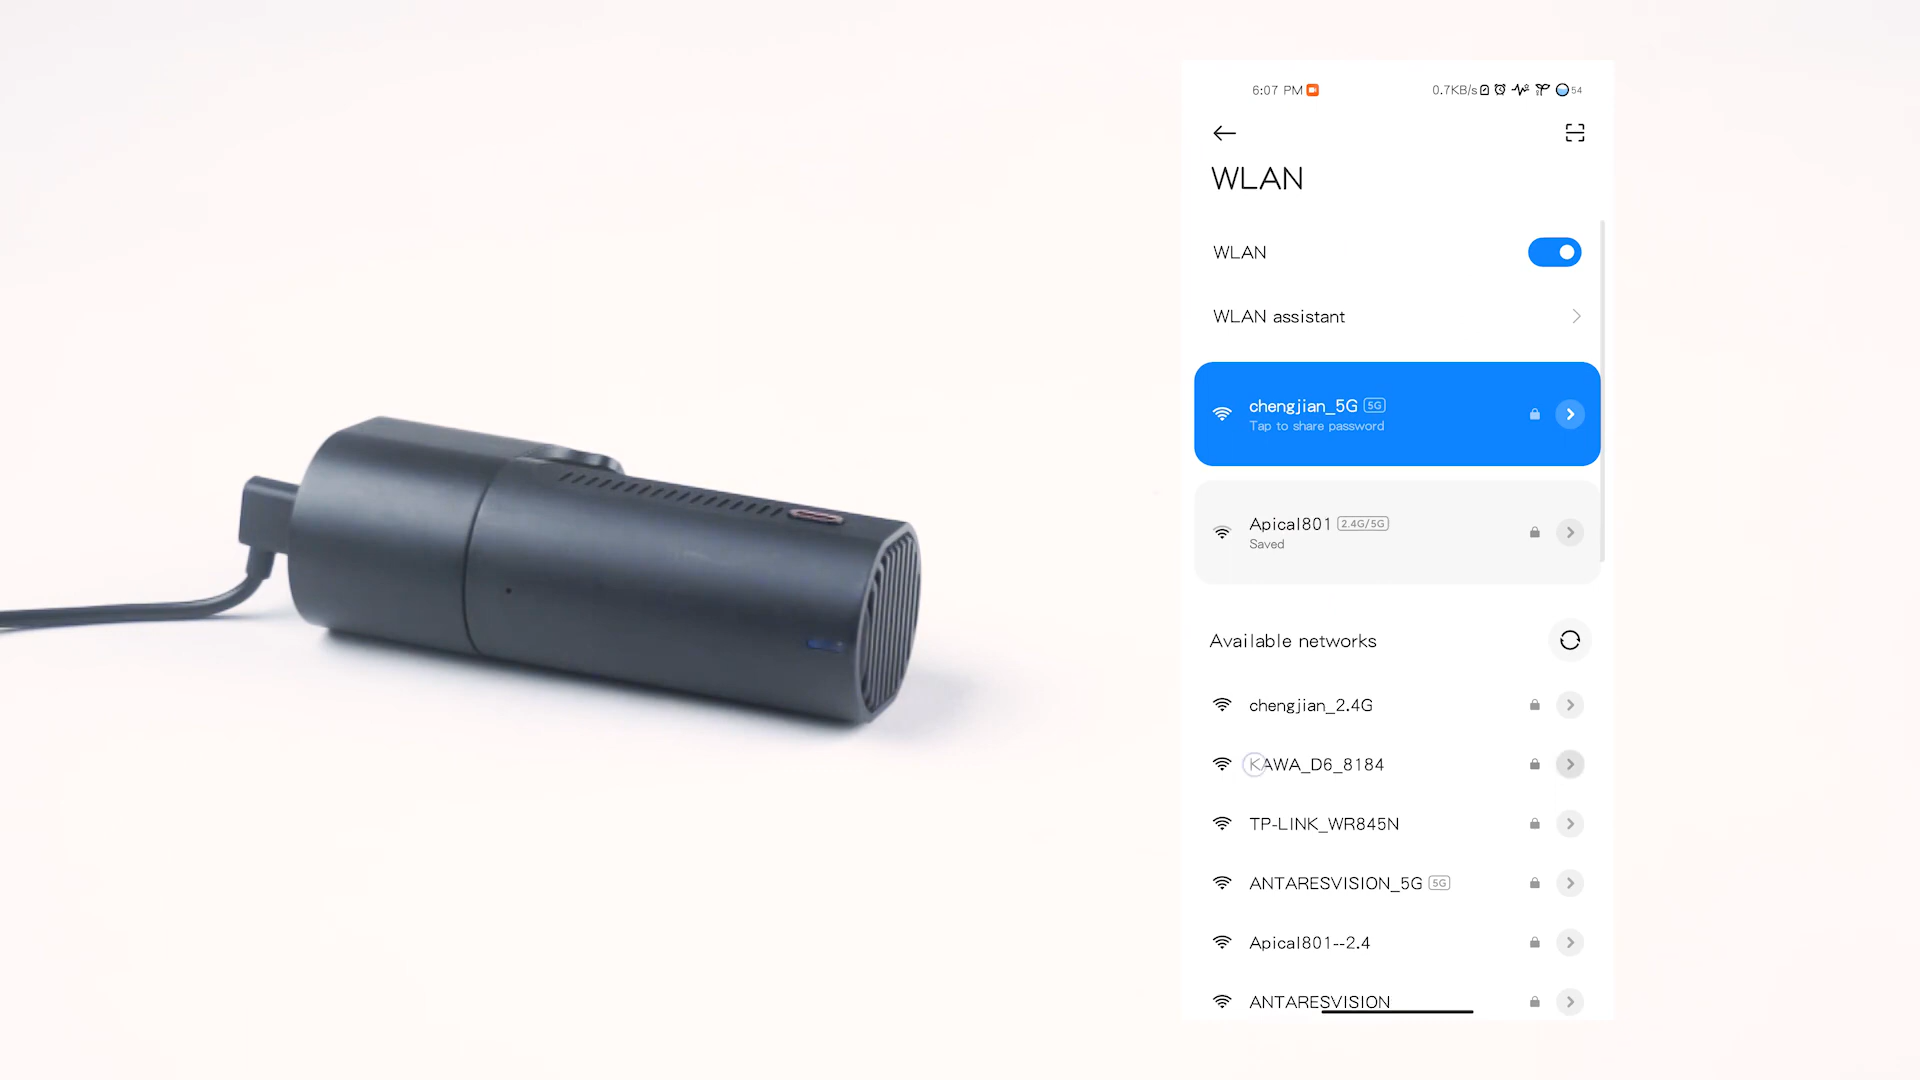 6:07 PM 0.7KB/s 54
WLAN
WLAN
WLAN assistant
chengjian_5G 5G
Tap to share password
Apical801 2.4G/5G
Saved
Available networks
chengjian_2.4G
KAWA_D6_8184
TP-LINK_WR845N
ANTARESVISION_5G 5G
Apical801--2.4
ANTARESVISION